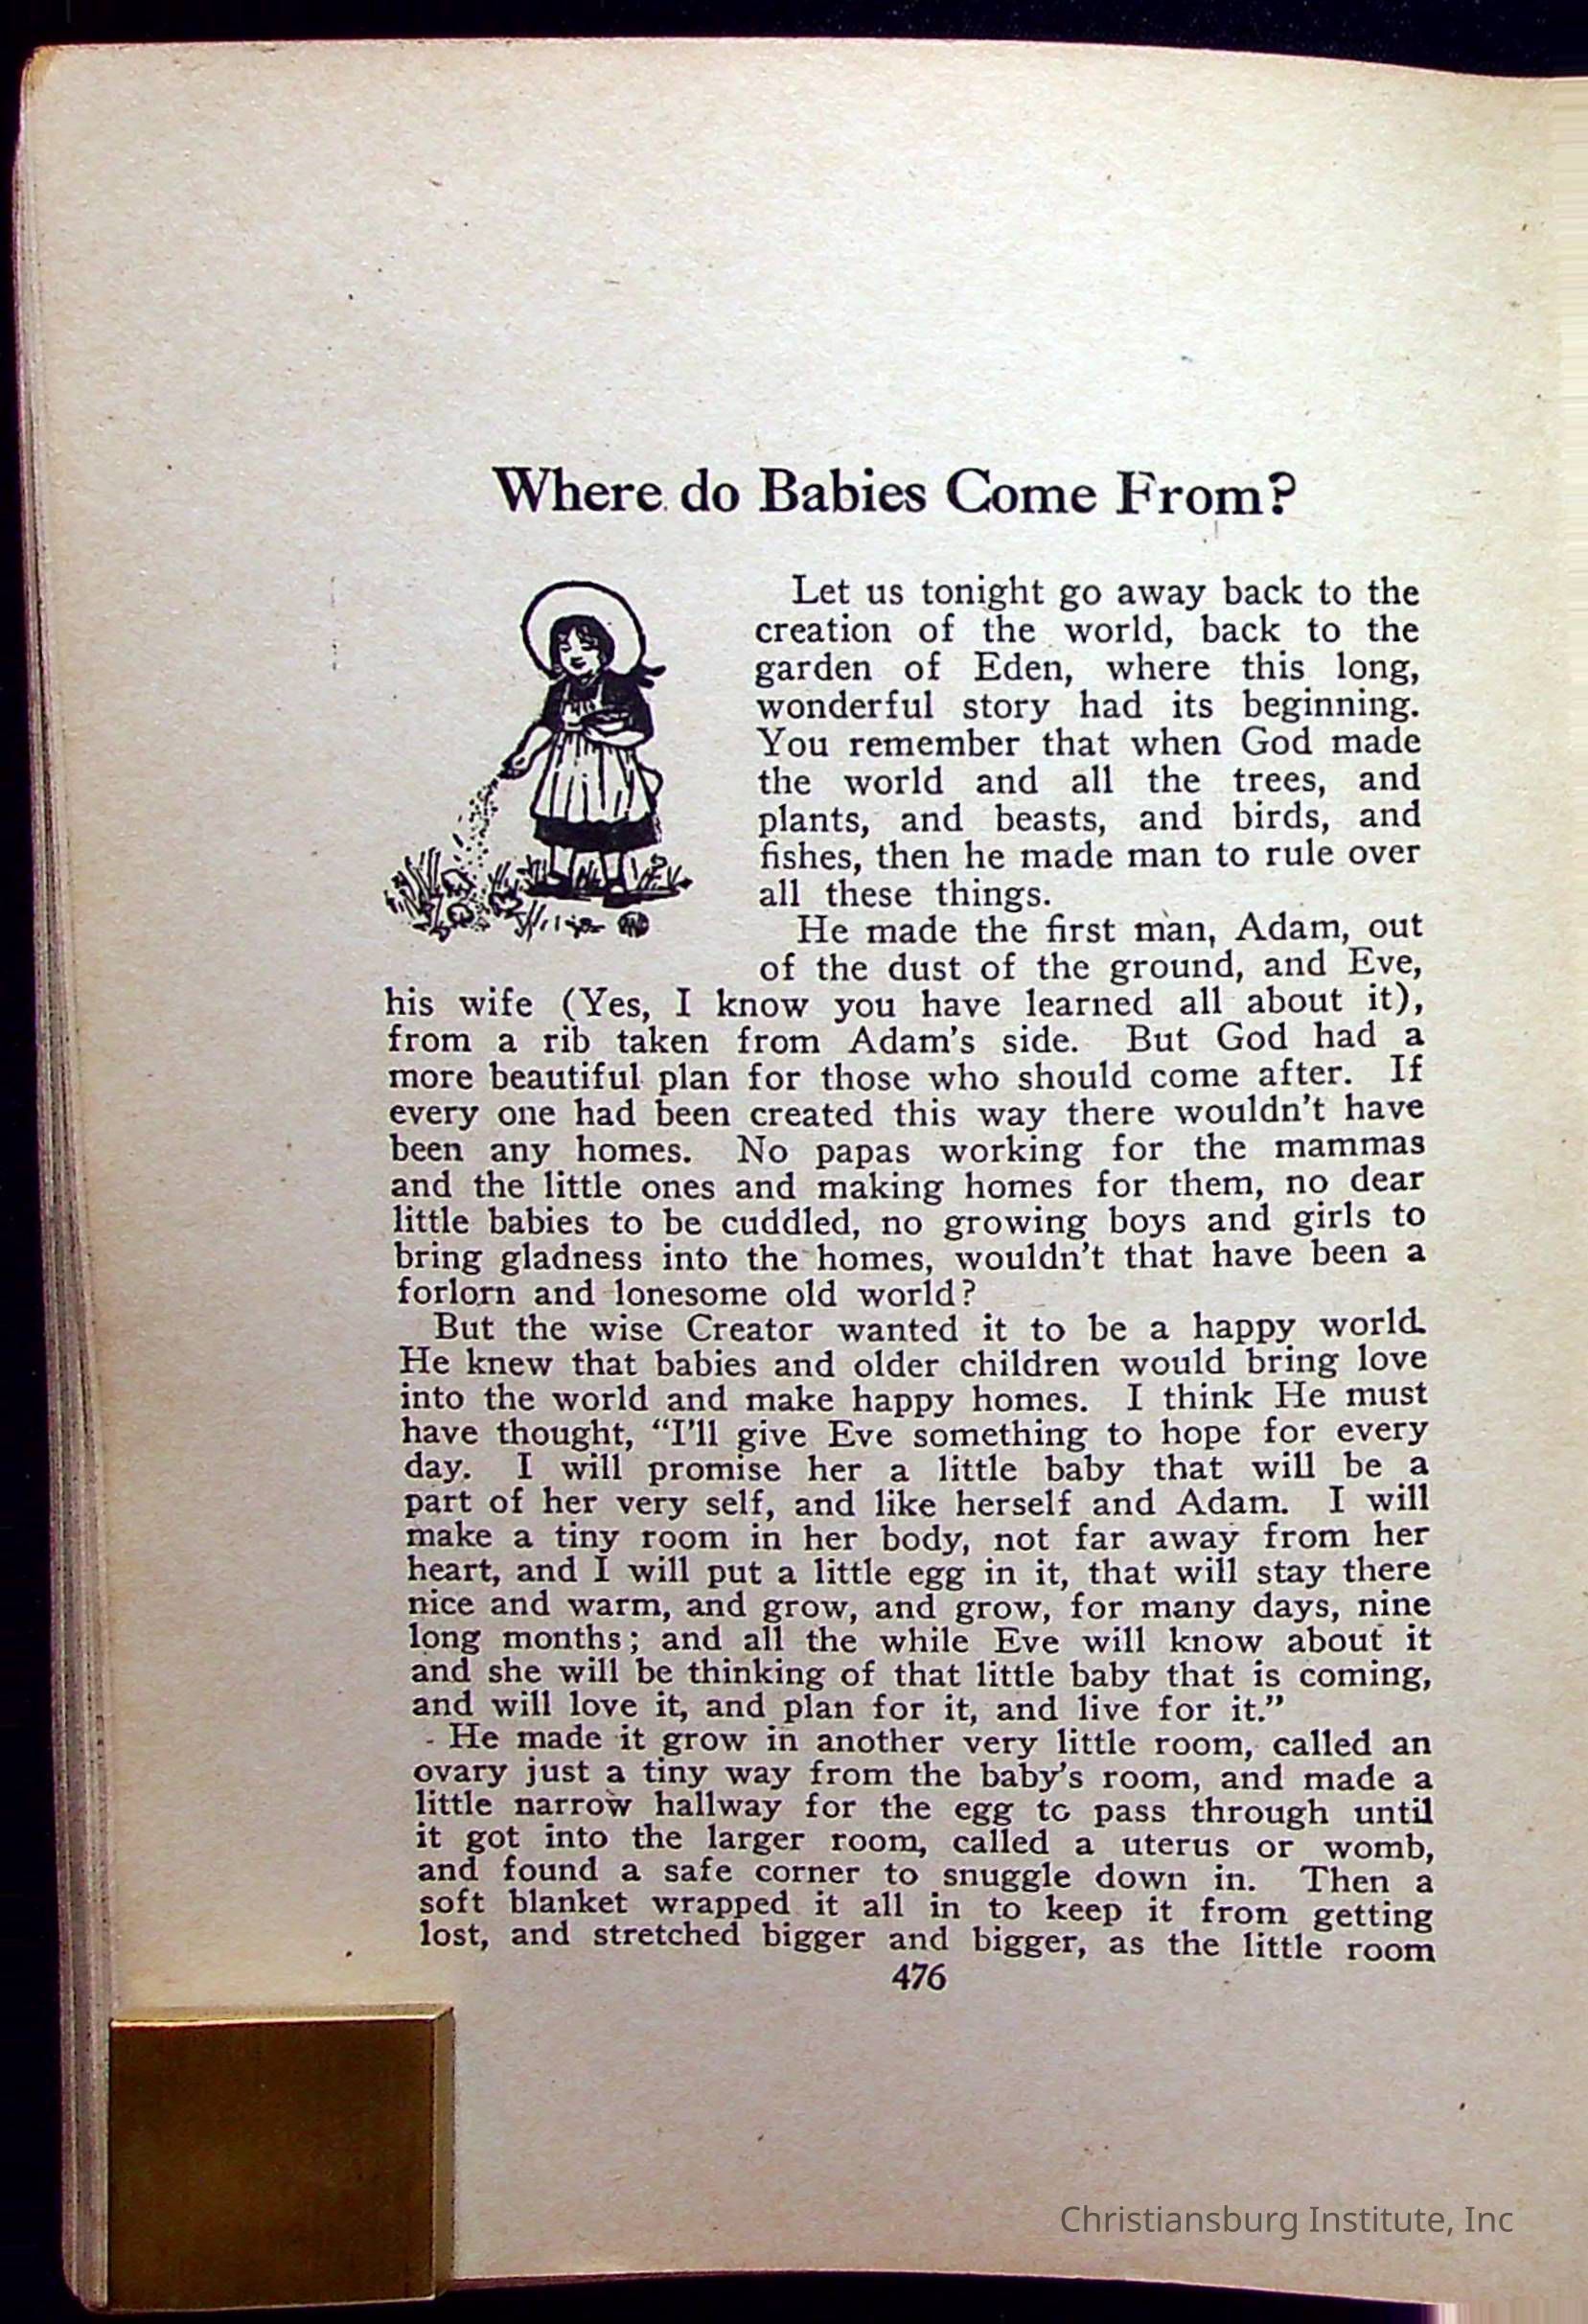 Where do Babies Come From?
Let us tonight go away back to the
creation of the world, back to the
garden of Eden, where this long,
wonderful story had its beginning.
You remember that when God made
the world and all the trees, and
plants, and beasts, and birds, and
fishes, then he made man to rule over
all these things.
He made the first man, Adam, out
of the dust of the ground, and Eve,
his wife (Yes, I know you have learned all about it),
from a rib taken from Adam's side. But God had a
more beautiful plan for those who should come after. If
every one had been created this way there wouldn't have
been any homes. No papas working for the mammas
and the little ones and making homes for them, no dear
little babies to be cuddled, no growing boys and girls to
bring gladness into the homes, wouldn't that have been a
forlorn and lonesome old world?
But the wise Creator wanted it to be a happy world.
He knew that babies and older children would bring love
into the world and make happy homes. I think He must
have thought, "I'll give Eve something to hope for every
day. I will promise her a little baby that will be a
part of her very self, and like herself and Adam. I will
make a tiny room in her body, not far away from her
heart, and I will put a little egg in it, that will stay there
nice and warm, and grow, and grow, for many days, nine
long months; and all the while Eve will know about it
and she will be thinking of that little baby that is coming,
and will love it, and plan for it, and live for it."
He made it grow in another very little room, called an
ovary just a tiny way from the baby's room, and made a
little narrow hallway for the egg to pass through until
it got into the larger room, called a uterus or womb,
and found a safe corner to snuggle down in. Then a
soft blanket wrapped it all in to keep it from getting
lost, and stretched bigger and bigger, as the little room
476
Christiansburg Institute, Inc